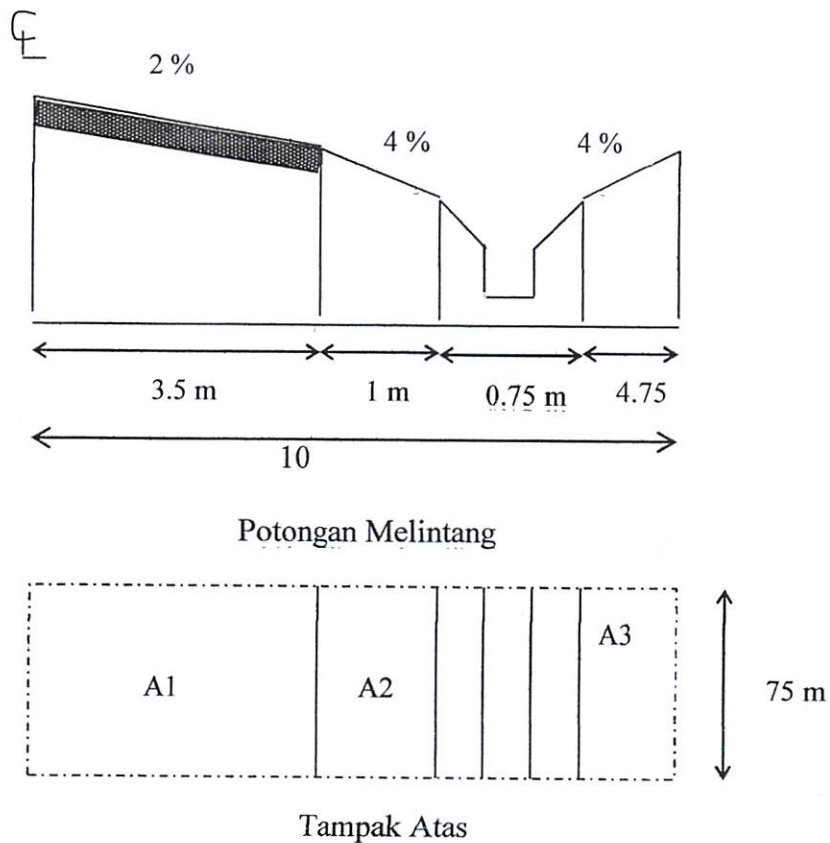 CL
2 %
4 % 4 %
3.5 m 1 m 0.75 m 4.75
10
Potongan Melintang
A1 A2 A3
75 m
Tampak Atas